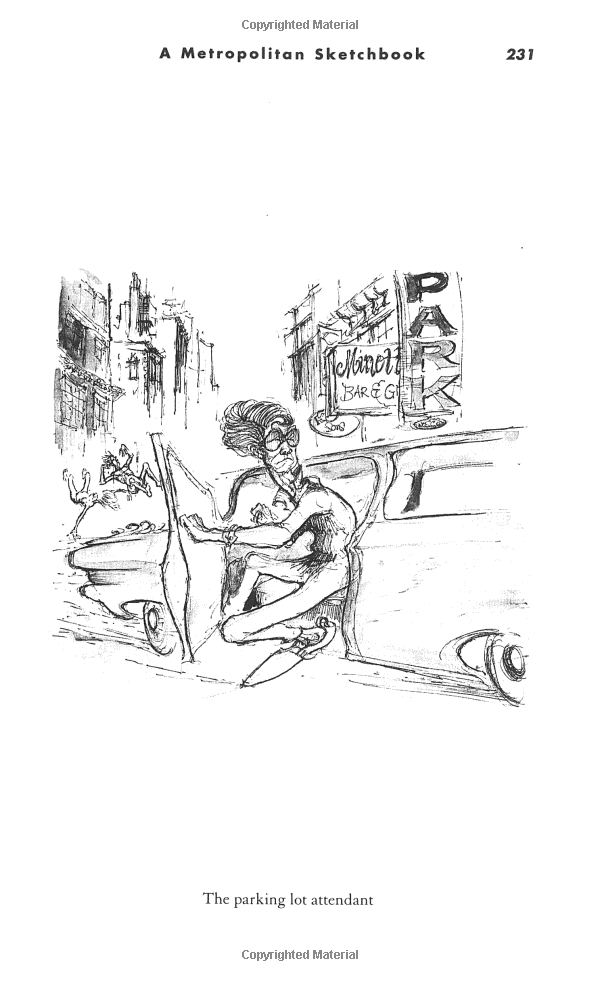 Copyrighted Material
A Metropolitan Sketchbook 231
PARK
BAR & G
The parking lot attendant
Copyrighted Material